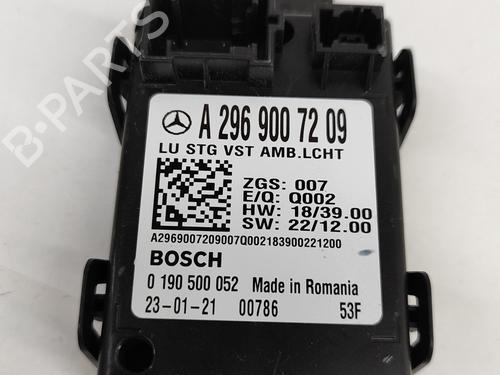 A 296 900 72 09
LU STG VST AMB.LCHT
ZGS: 007
E/Q: Q002
HW: 18/39.00
SW: 22/12.00
A2969007209007Q002183900221200
BOSCH
0 190 500 052 Made in Romania
23-01-21 00786 53F
B-PARTS